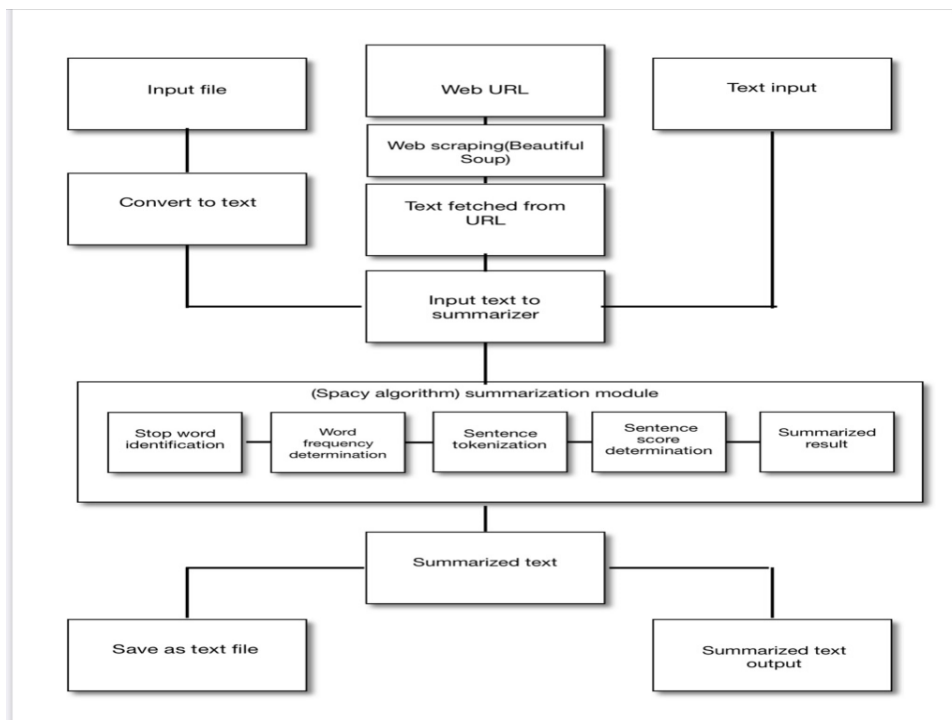 Input file
Web URL
Text input
Web scraping(Beautiful
Soup)
Convert to text
Text fetched from
URL
Input text to
summarizer
(Spacy algorithm) summarization module
Stop word
identification
Word
frequency
determination
Sentence
tokenization
Sentence
score
determination
Summarized
result
Summarized text
Save as text file
Summarized text
output